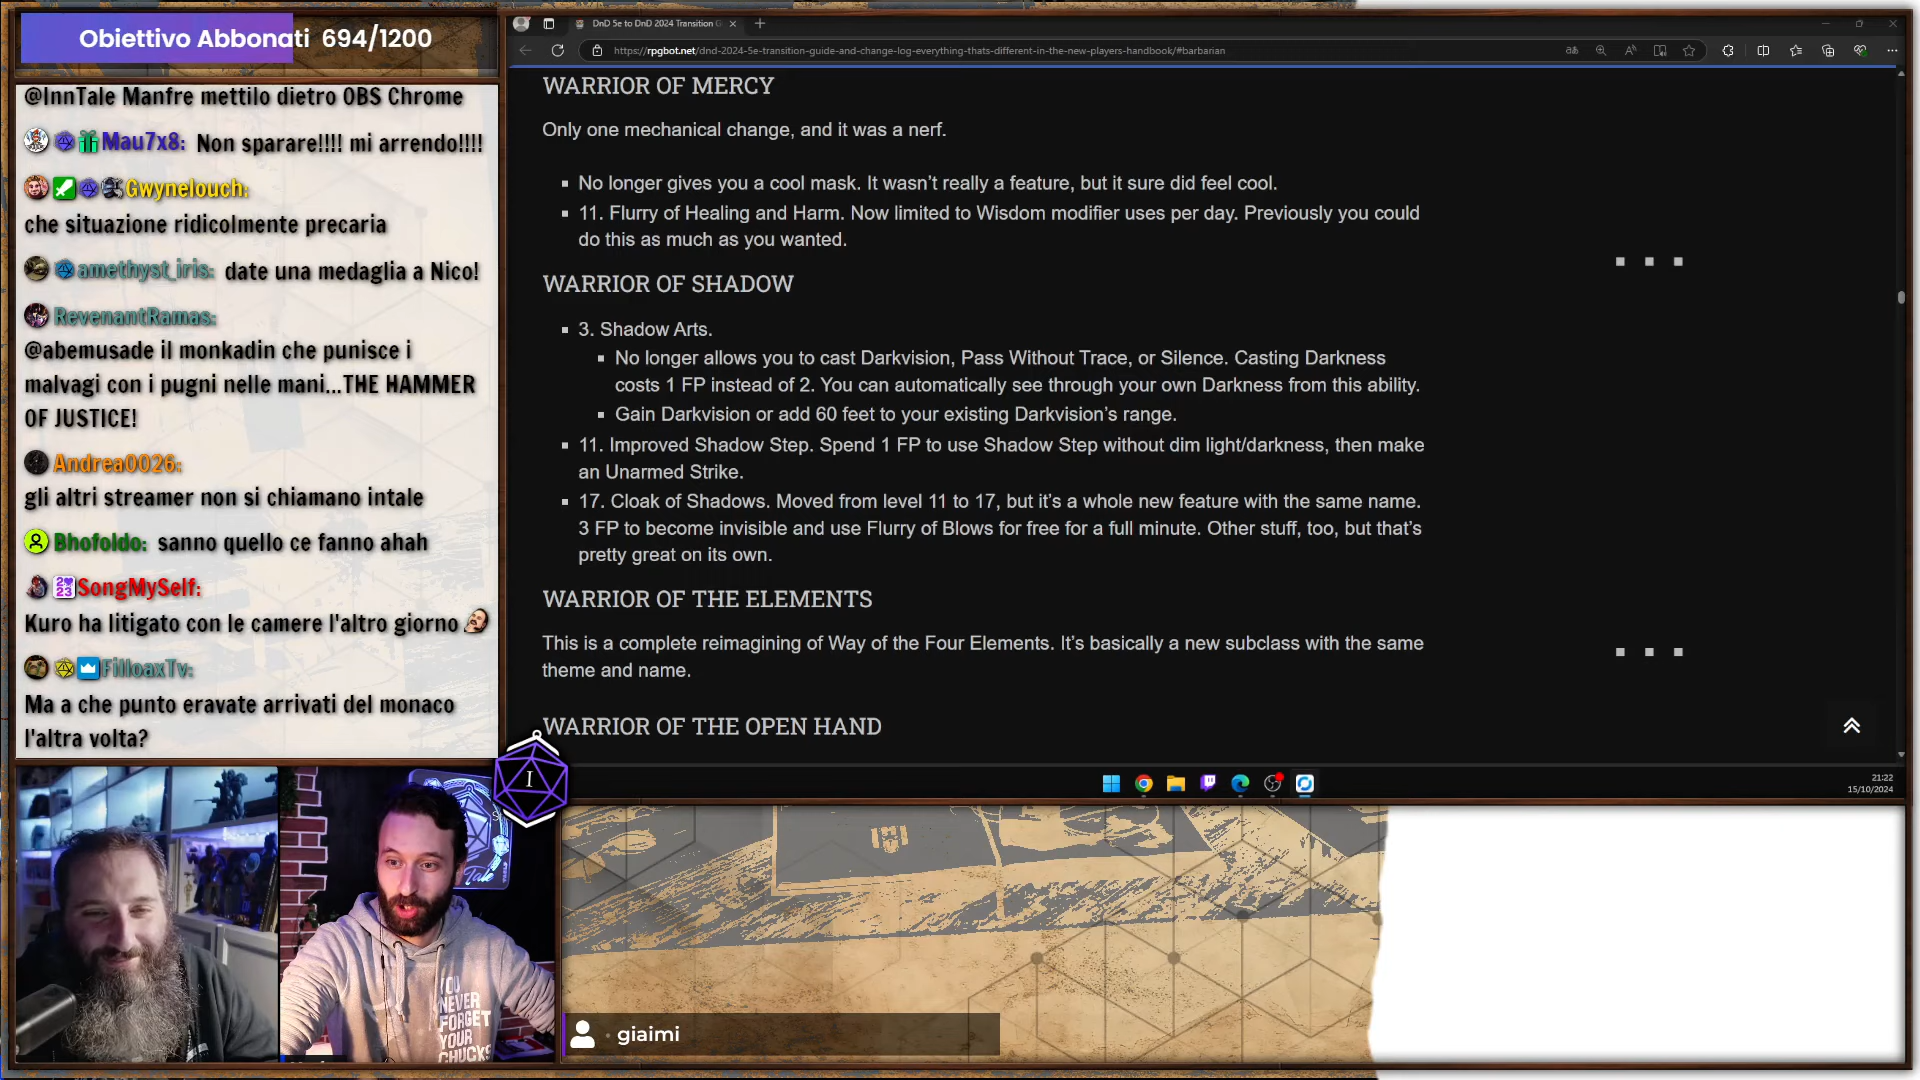 Obiettivo Abbonati 694/1200
@InnTale Manfre mettilo dietro OBS Chrome
Mau7x8: Non sparare!!!! mi arrendo!!!!
Gwynelouch:
che situazione ridicolmente precaria
amethyst_iris: date una medaglia a Nico!
RevenantRamas:
@abemusade il monkadin che punisce i
malvagi con i pugni nelle mani...THE HAMMER
OF JUSTICE!
Andrea0026:
gli altri streamer non si chiamano intale
Bhofoldo: sanno quello ce fanno ahah
SongMySelf:
Kuro ha litigato con le camere l'altro giorno
FilloaxTv:
Ma a che punto eravate arrivati del monaco
l'altra volta?
DnD 5e to DnD 2024 Transition G
https://rpgbot.net/dnd-2024-5e-transition-guide-and-change-log-everything-thats-different-in-the-new-players-handbook/#barbarian
WARRIOR OF MERCY
Only one mechanical change, and it was a nerf.
No longer gives you a cool mask. It wasn't really a feature, but it sure did feel cool.
11. Flurry of Healing and Harm. Now limited to Wisdom modifier uses per day. Previously you could
do this as much as you wanted.
WARRIOR OF SHADOW
3. Shadow Arts.
No longer allows you to cast Darkvision, Pass Without Trace, or Silence. Casting Darkness
costs 1 FP instead of 2. You can automatically see through your own Darkness from this ability.
Gain Darkvision or add 60 feet to your existing Darkvision's range.
11. Improved Shadow Step. Spend 1 FP to use Shadow Step without dim light/darkness, then make
an Unarmed Strike.
17. Cloak of Shadows. Moved from level 11 to 17, but it's a whole new feature with the same name.
3 FP to become invisible and use Flurry of Blows for free for a full minute. Other stuff, too, but that's
pretty great on its own.
WARRIOR OF THE ELEMENTS
This is a complete reimagining of Way of the Four Elements. It's basically a new subclass with the same
theme and name.
WARRIOR OF THE OPEN HAND
21:22
15/10/2024
I
YOU
NEVER
FORGET
YOUR
CHUCKS
giaimi